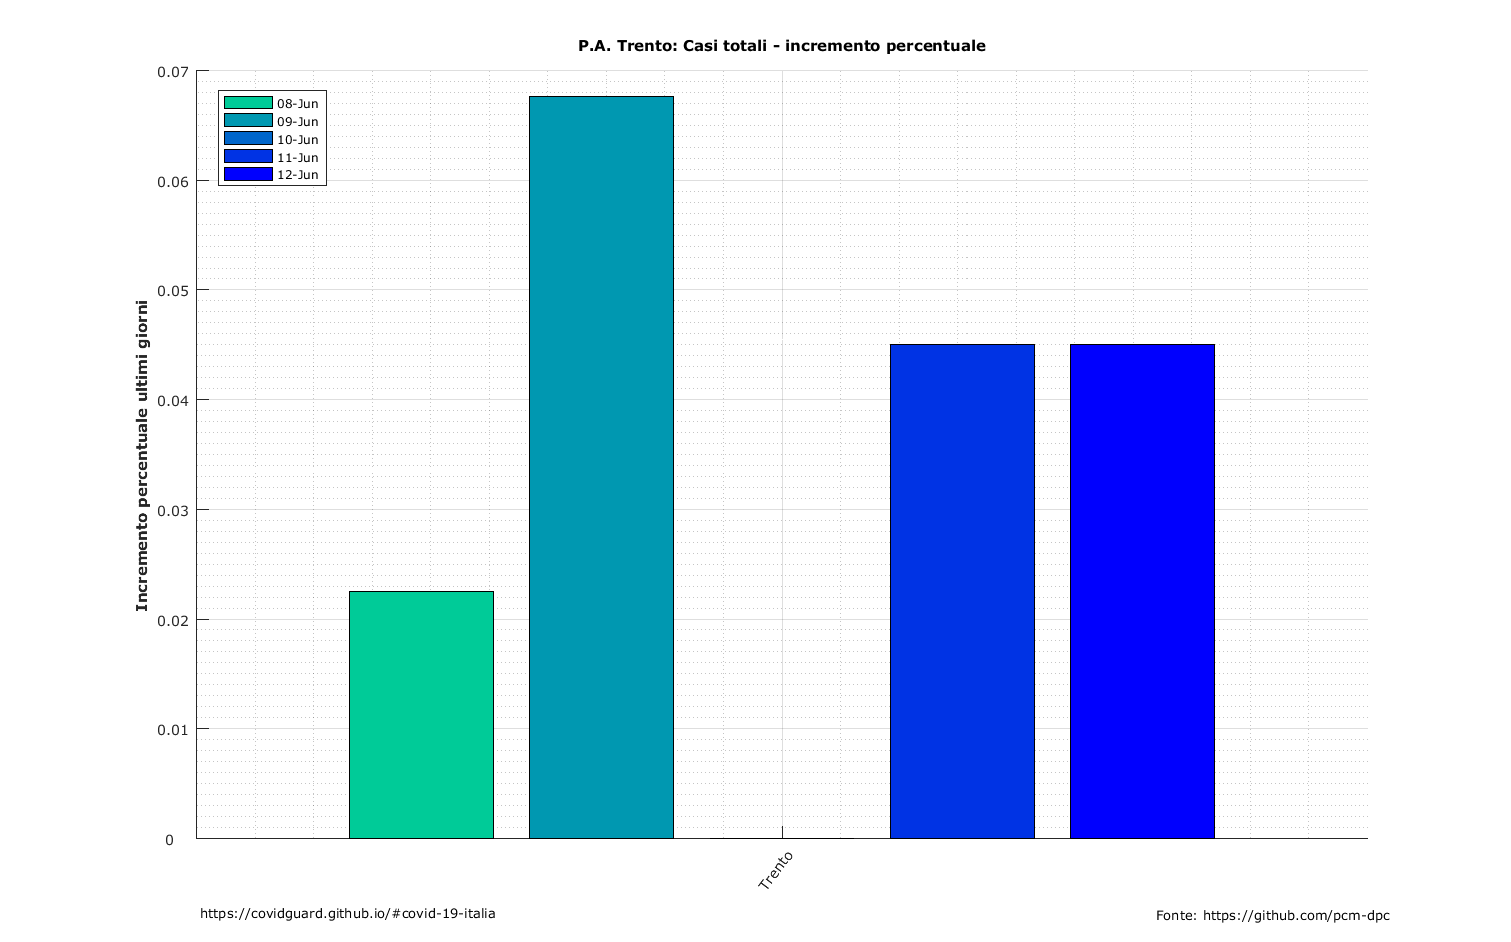 P.A. Trento: Casi totali - incremento percentuale
0.07
0.06
0.05
0.04
0.03
0.02
0.01
0
Incremento percentuale ultimi giorni
08-Jun
09-Jun
10-Jun
11-Jun
12-Jun
Trento
https://covidguard.github.io/#covid-19-italia
Fonte: https://github.com/pcm-dpc